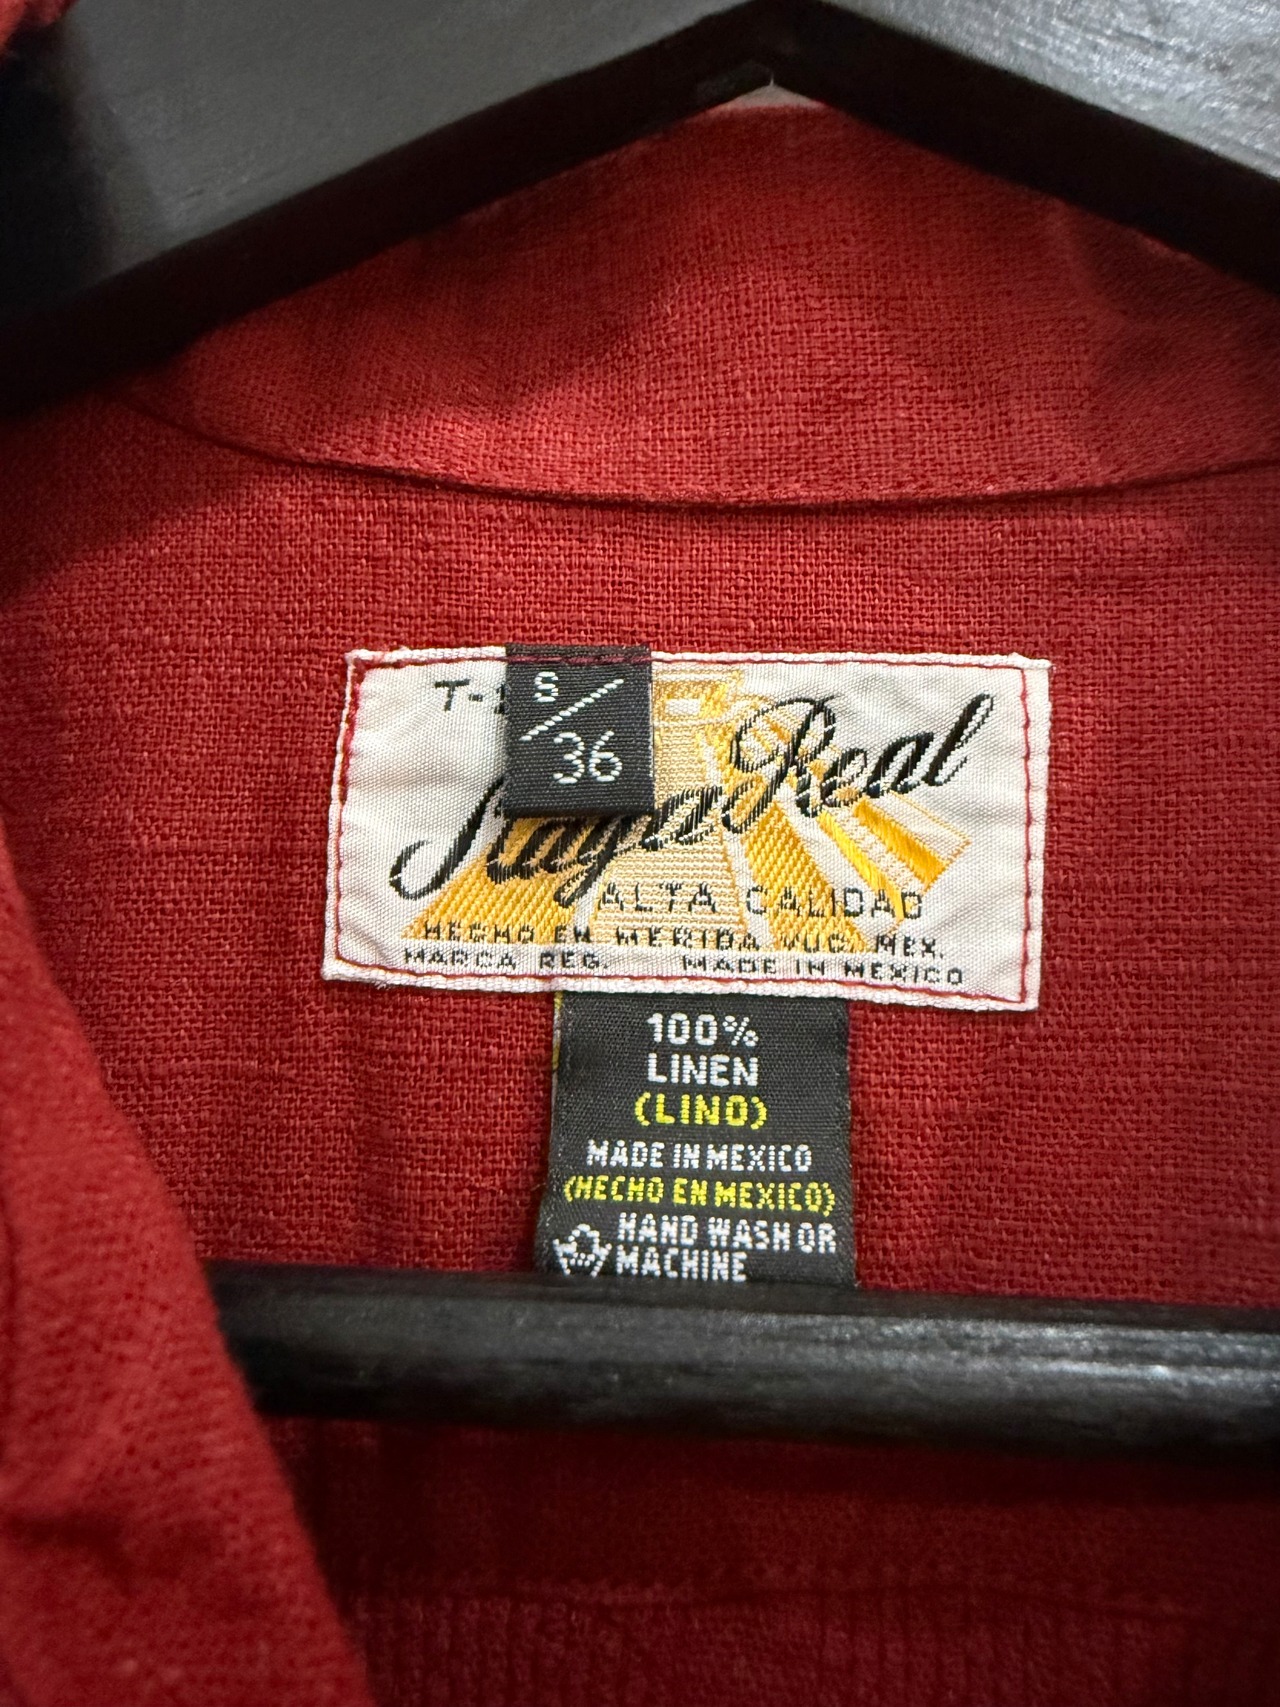 T-
S/
36
Real
ALTA CALIDAD
HECHO EN MERIDA YUC. MEX.
MARCA REG. MADE IN MEXICO
100%
LINEN
(LINO)
MADE IN MEXICO
(HECHO EN MEXICO)
HAND WASH OR
MACHINE